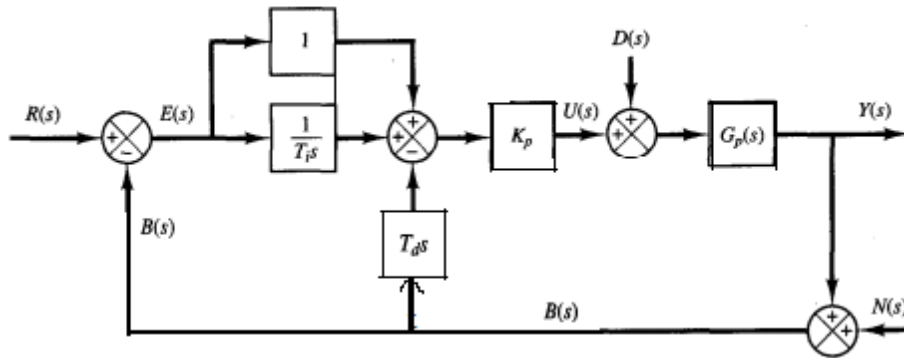 1
D(s)
R(s)
E(s)
U(s)
Y(s)
+
+
+
+
+
−
1
T_i s
−
K_p
+
G_p(s)
B(s)
T_d s
B(s)
N(s)
+
+